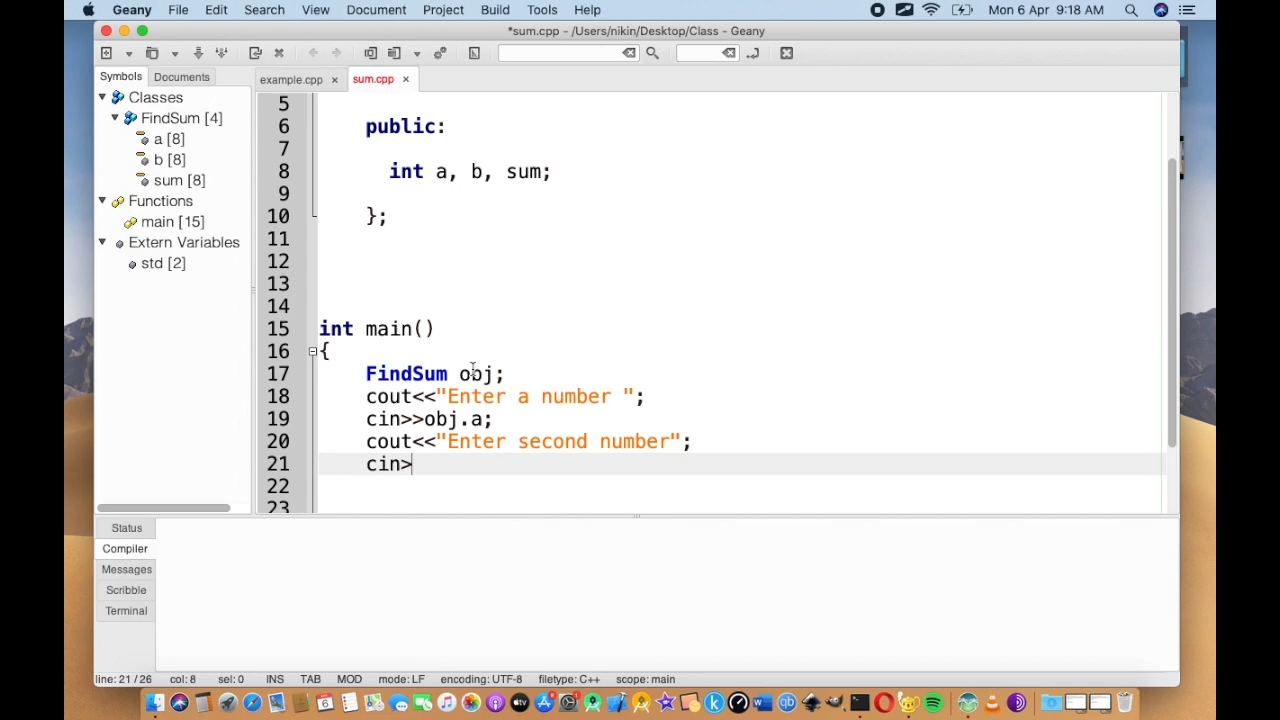 Geany File Edit Search View Document Project Build Tools Help Mon 6 Apr 9:18 AM
*sum.cpp - /Users/nikin/Desktop/Class - Geany
Symbols Documents
example.cpp × sum.cpp ×
Classes
FindSum [4]
a [8]
b [8]
sum [8]
Functions
main [15]
Extern Variables
std [2]
5
6 public:
7
8 int a, b, sum;
9
10 };
11
12
13
14
15 int main()
16 {
17 FindSum obj;
18 cout<<"Enter a number ";
19 cin>>obj.a;
20 cout<<"Enter second number";
21 cin>
22
23
Status
Compiler
Messages
Scribble
Terminal
line: 21 / 26 col: 8 sel: 0 INS TAB MOD mode: LF encoding: UTF-8 filetype: C++ scope: main